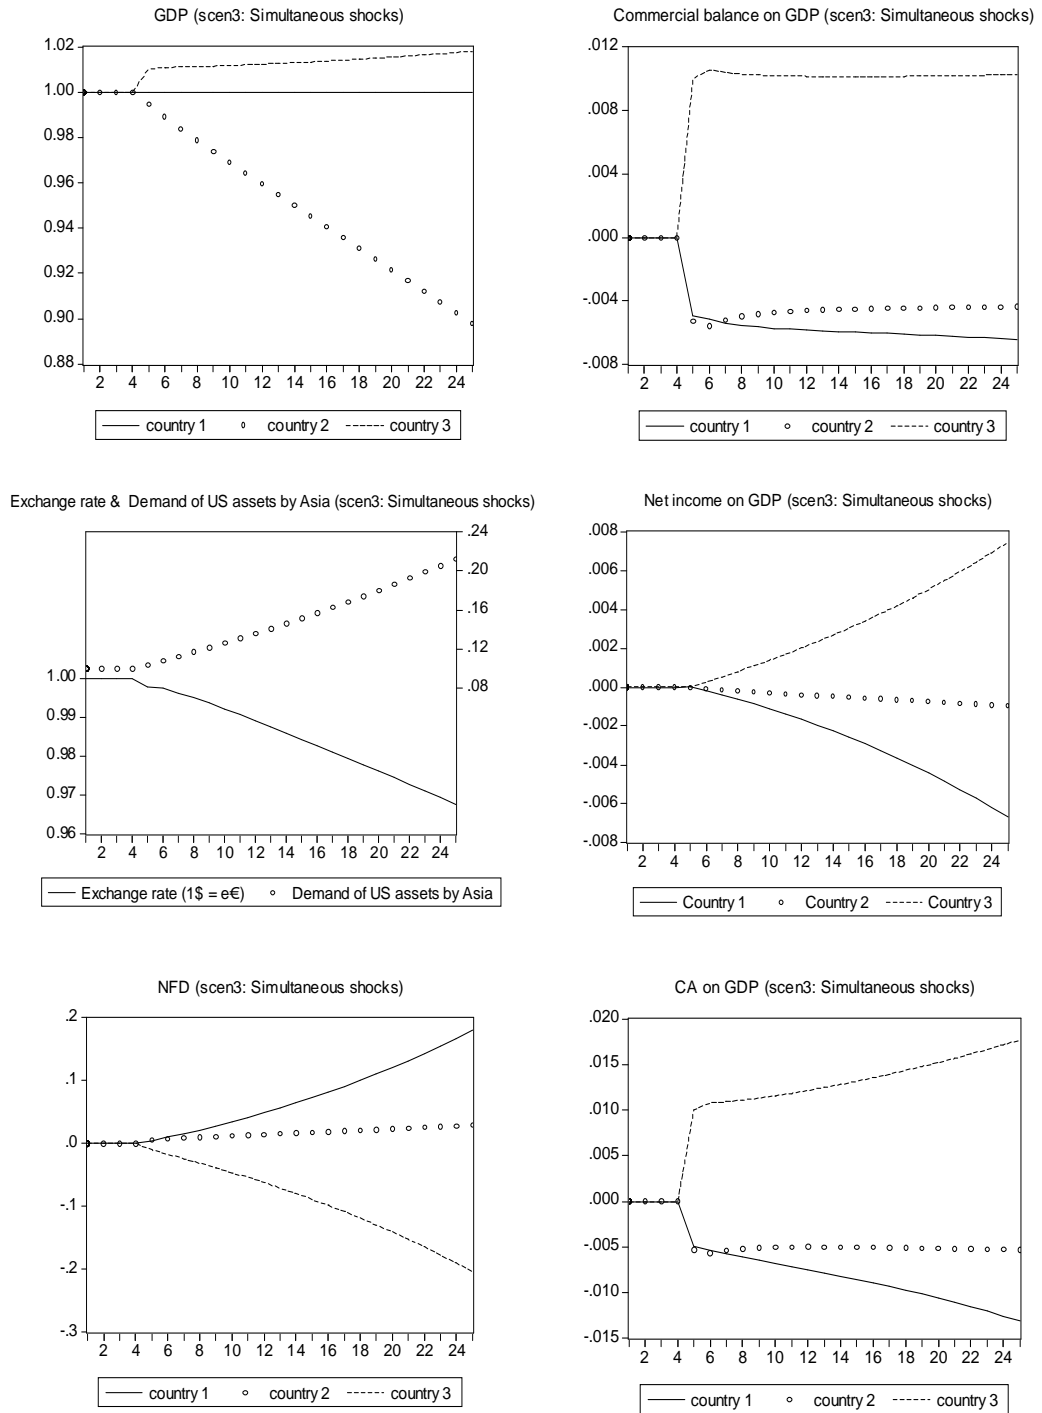 GDP (scen3: Simultaneous shocks)
1.02
1.00
0.98
0.96
0.94
0.92
0.90
0.88
2 4 6 8 10 12 14 16 18 20 22 24
country 1 country 2 country 3
Commercial balance on GDP (scen3: Simultaneous shocks)
.012
.008
.004
.000
-.004
-.008
2 4 6 8 10 12 14 16 18 20 22 24
country 1 country 2 country 3
Exchange rate & Demand of US assets by Asia (scen3: Simultaneous shocks)
.24
.20
.16
.12
.08
1.00
0.99
0.98
0.97
0.96
2 4 6 8 10 12 14 16 18 20 22 24
Exchange rate (1$ = e€) Demand of US assets by Asia
Net income on GDP (scen3: Simultaneous shocks)
.008
.006
.004
.002
.000
-.002
-.004
-.006
-.008
2 4 6 8 10 12 14 16 18 20 22 24
Country 1 Country 2 Country 3
NFD (scen3: Simultaneous shocks)
.2
.1
.0
-.1
-.2
-.3
2 4 6 8 10 12 14 16 18 20 22 24
country 1 country 2 country 3
CA on GDP (scen3: Simultaneous shocks)
.020
.015
.010
.005
.000
-.005
-.010
-.015
2 4 6 8 10 12 14 16 18 20 22 24
country 1 country 2 country 3